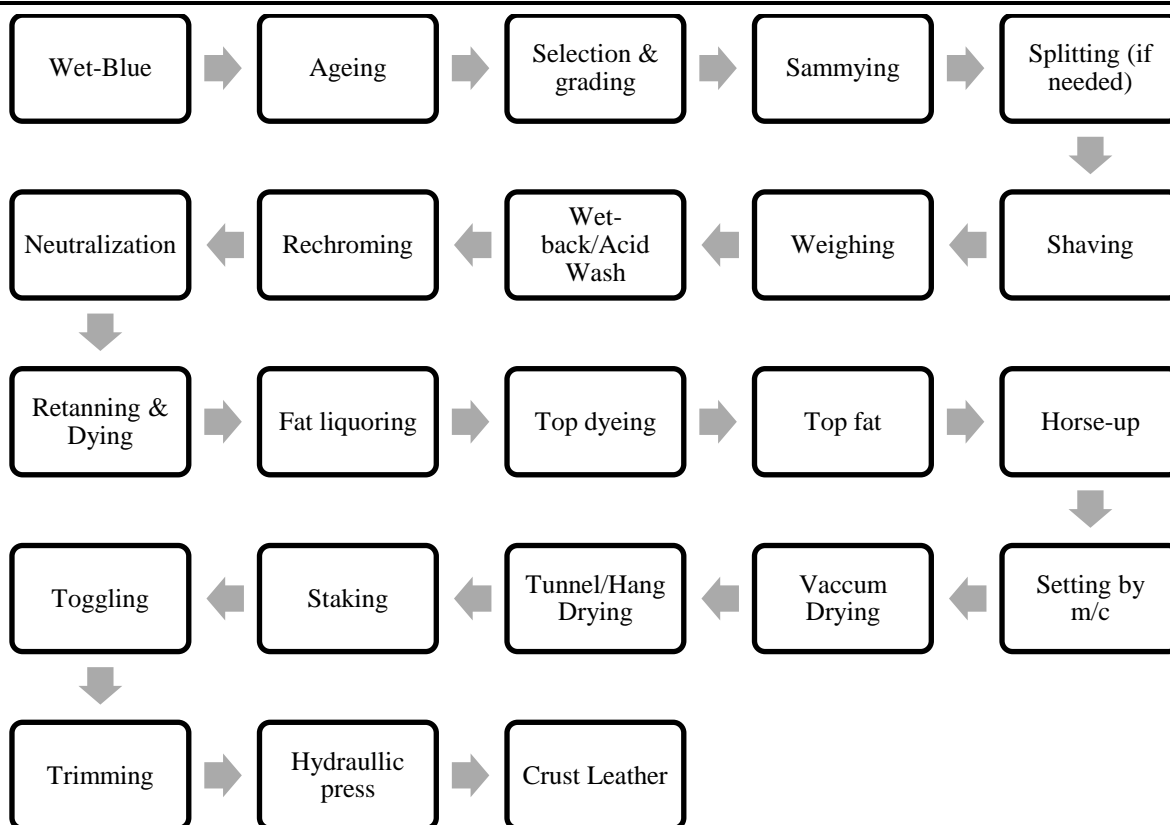 Wet-Blue
Ageing
Selection &
grading
Sammying
Splitting (if
needed)
Shaving
Weighing
Wet-
back/Acid
Wash
Rechroming
Neutralization
Retanning &
Dying
Fat liquoring
Top dyeing
Top fat
Horse-up
Setting by
m/c
Vaccum
Drying
Tunnel/Hang
Drying
Staking
Toggling
Trimming
Hydraullic
press
Crust Leather